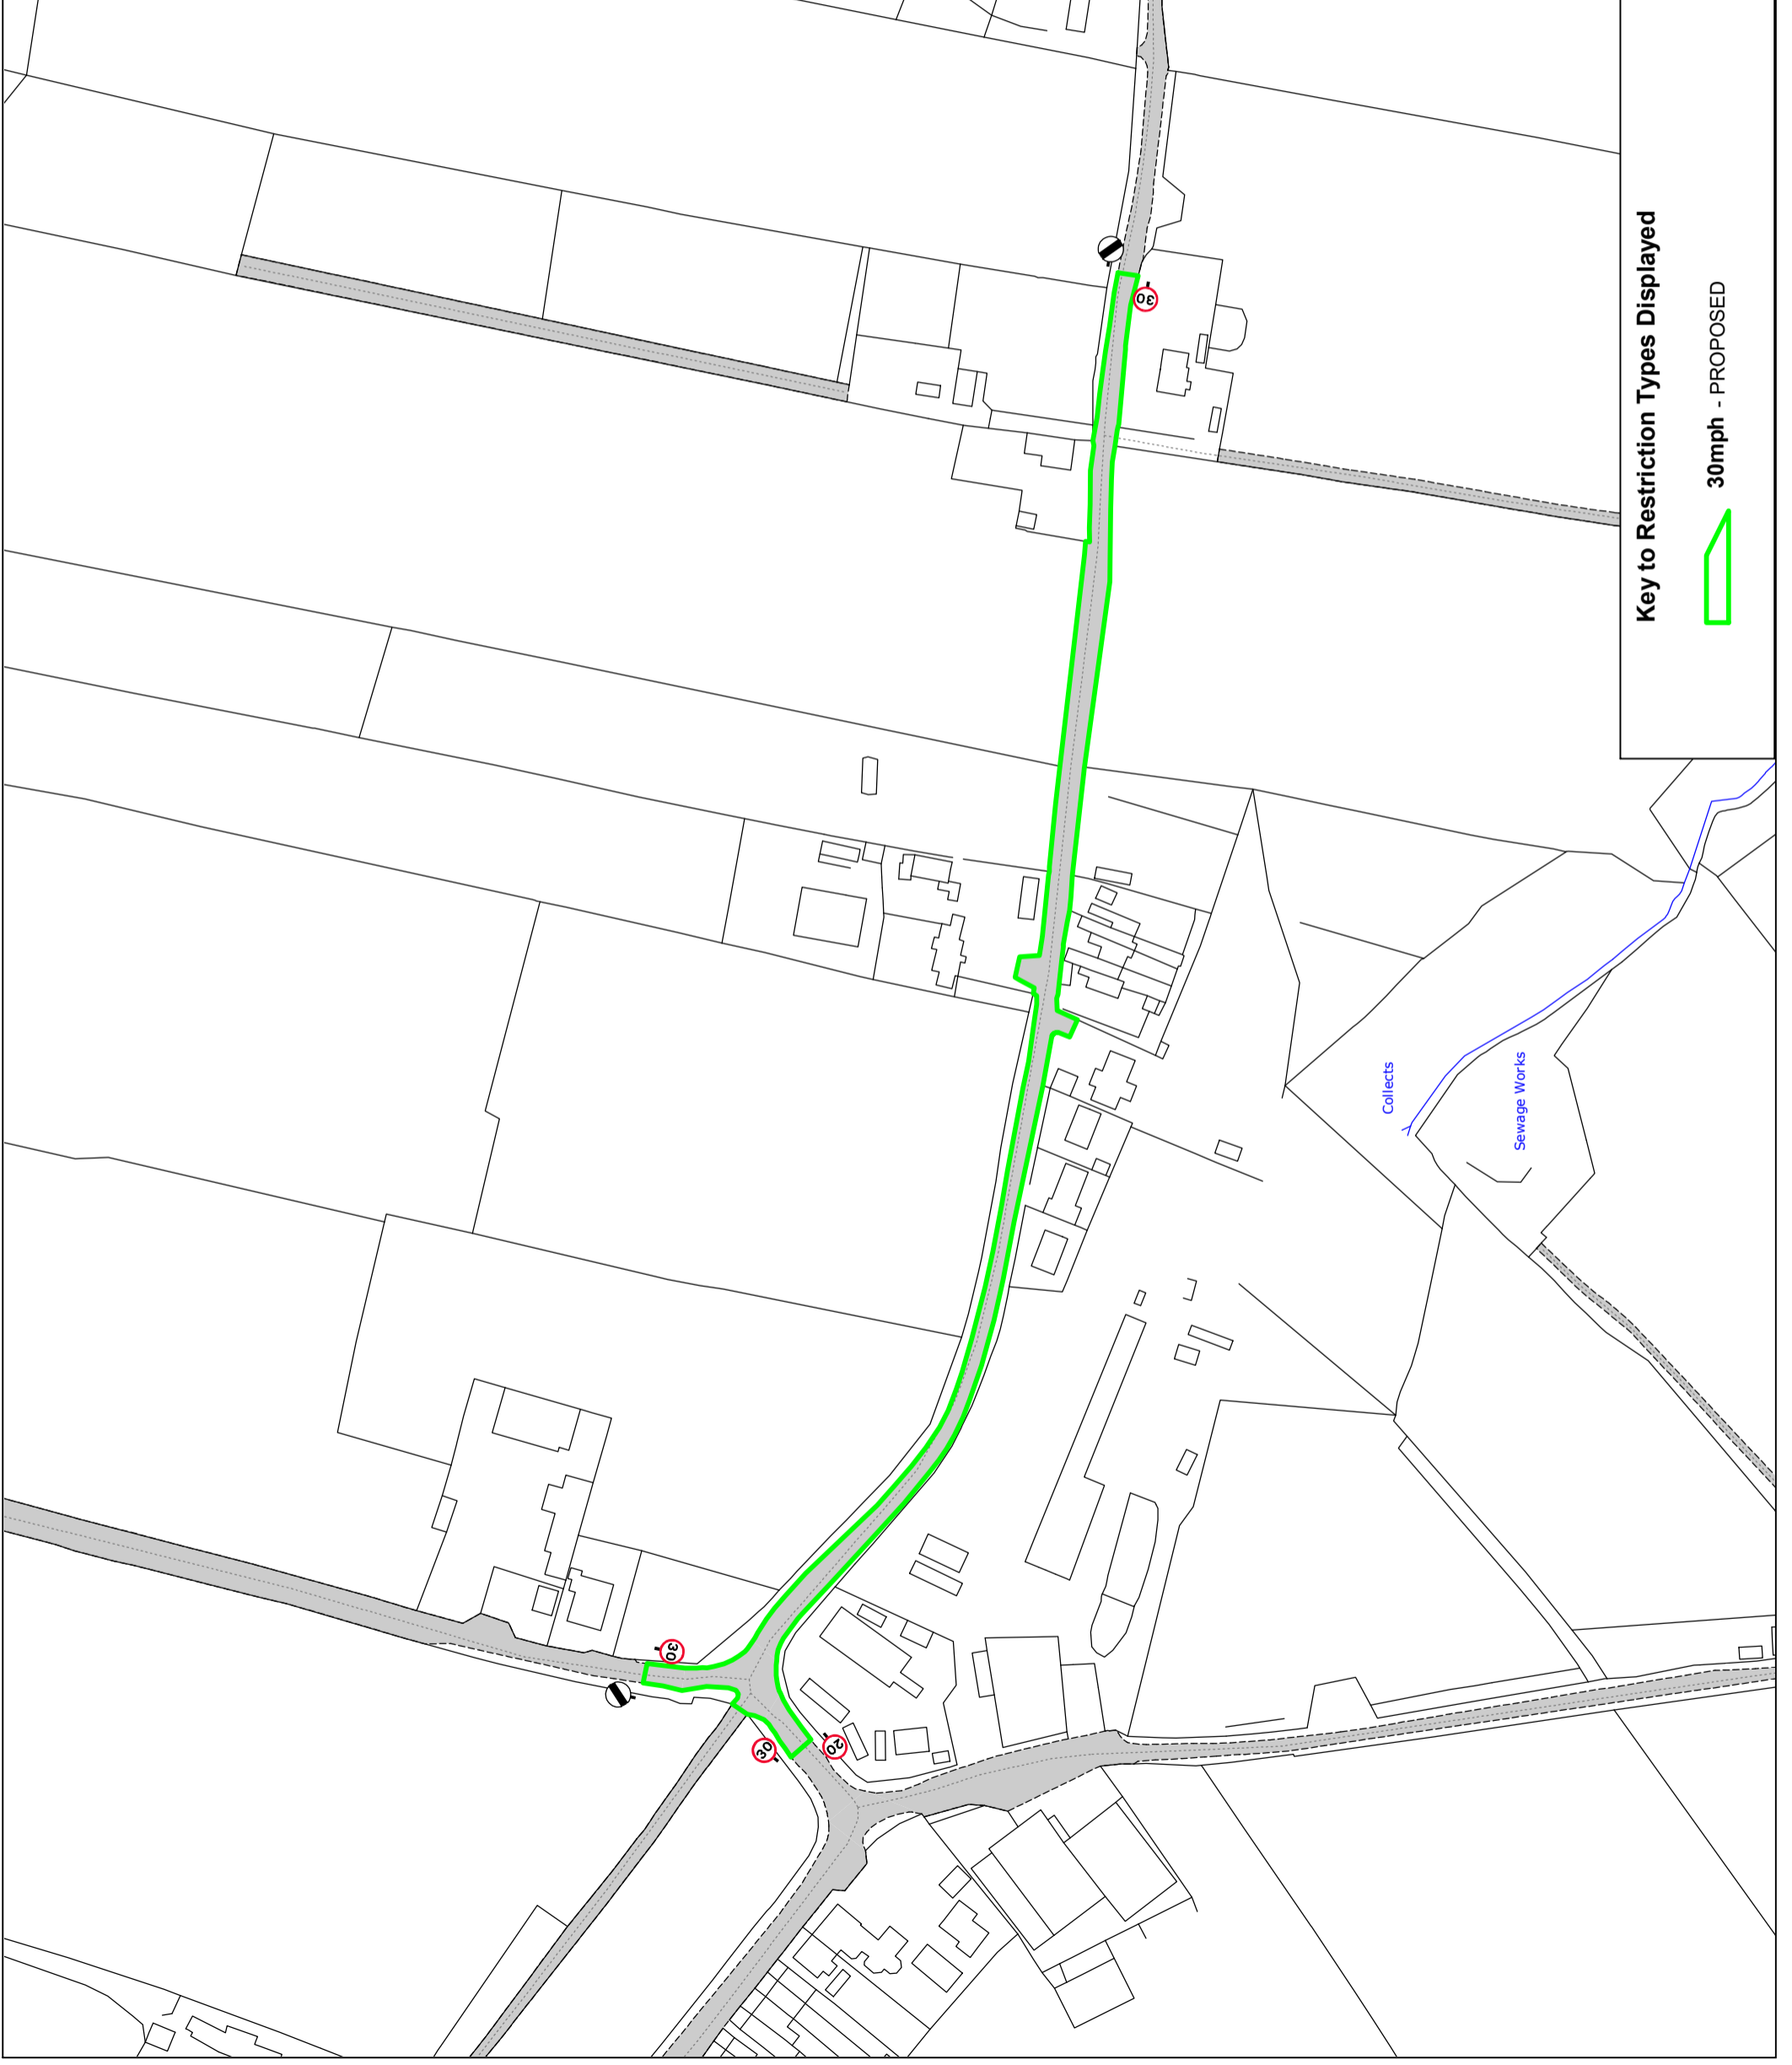 Key to Restriction Types Displayed
30mph - PROPOSED
30
Collects
Sewage Works
30
30
20